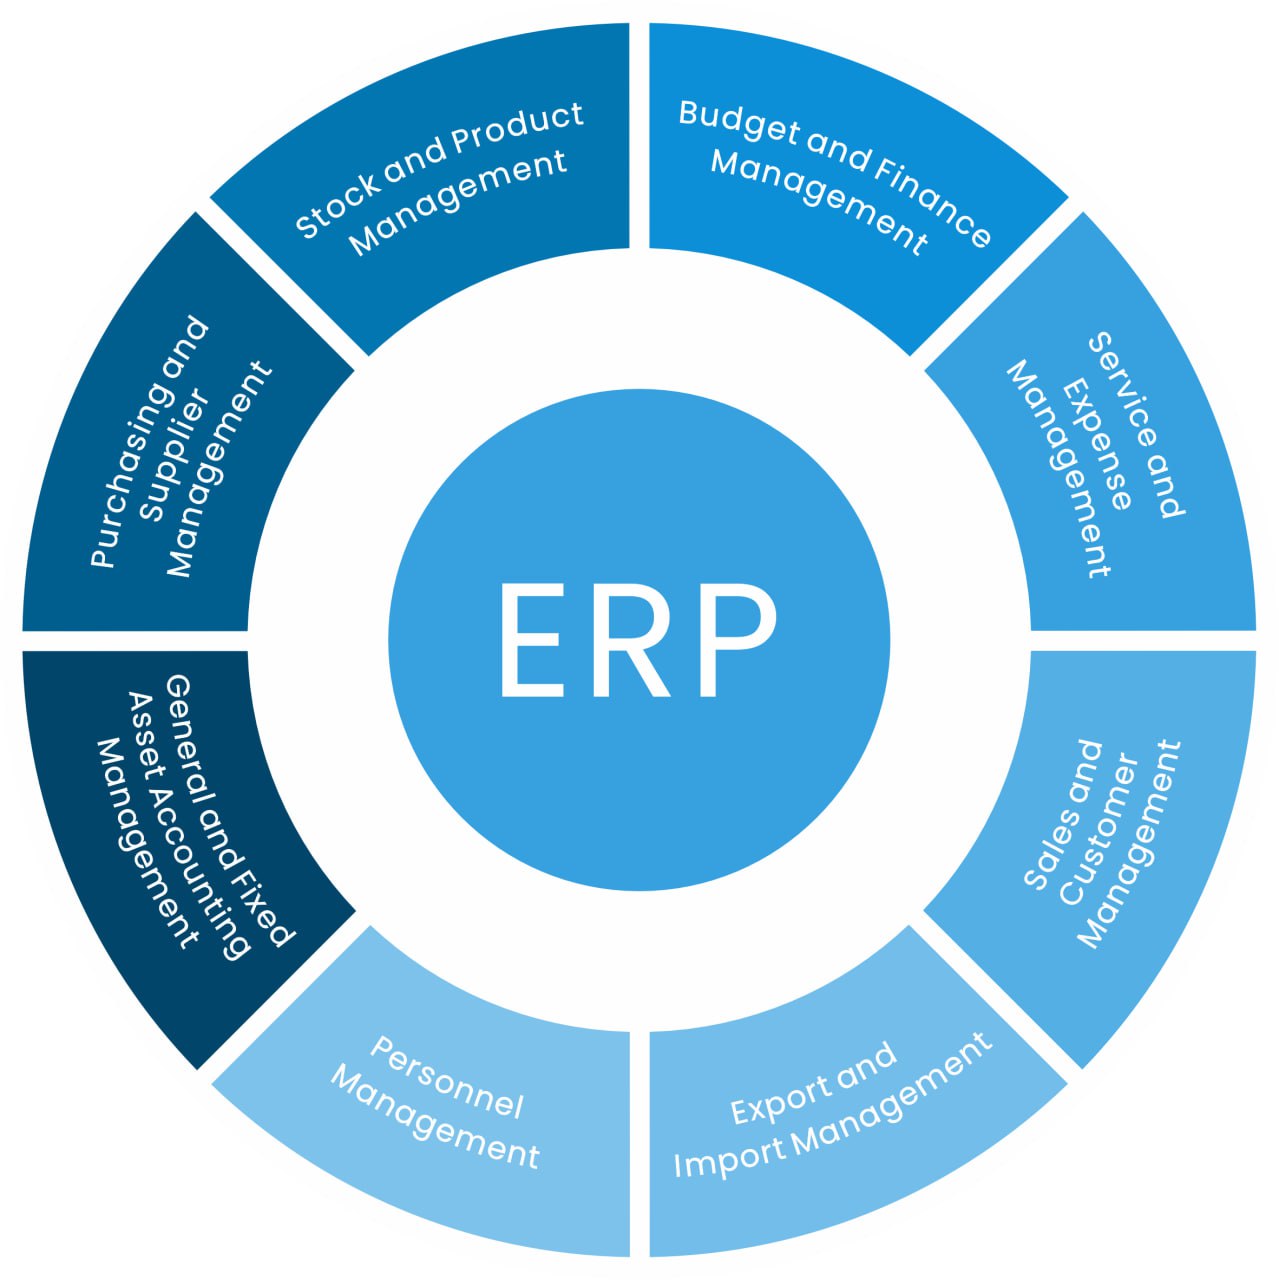 Stock and Product
Management
Budget and Finance
Management
Service and
Expense
Management
Sales and
Customer
Management
Export and
Import Management
Personnel
Management
General and Fixed
Asset Accounting
Management
Purchasing and
Supplier
Management
ERP